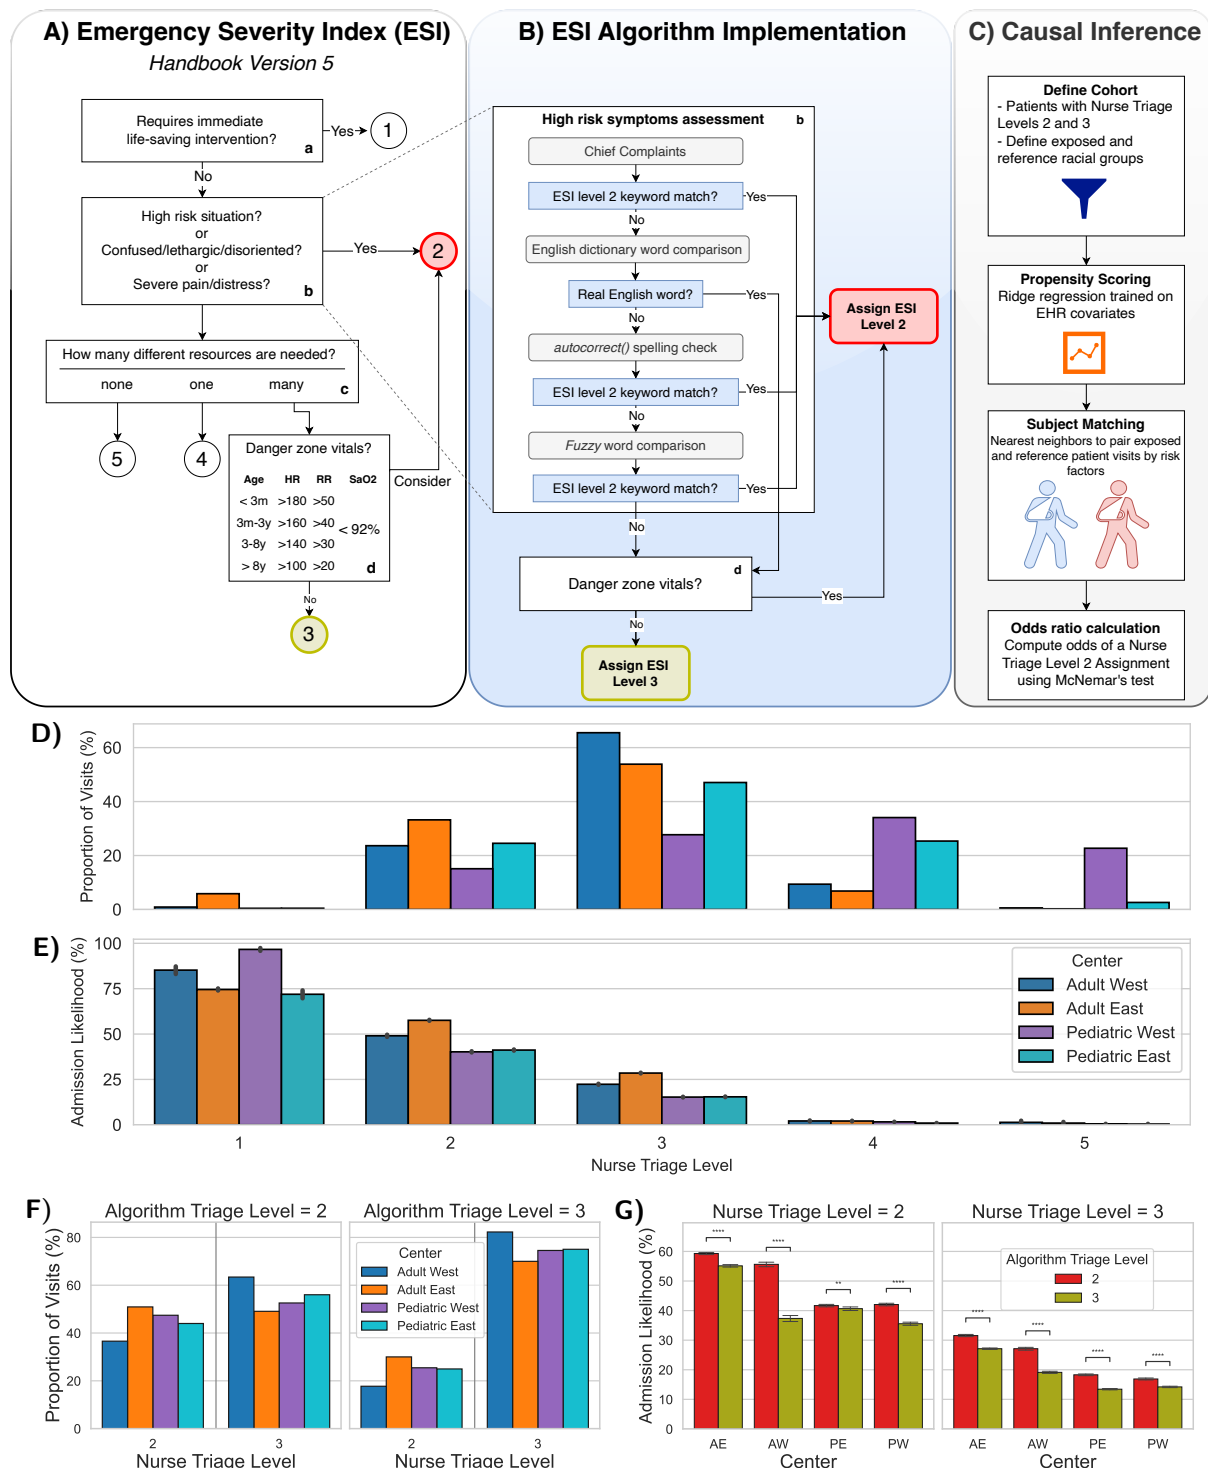 A) Emergency Severity Index (ESI)
Handbook Version 5
Requires immediate
life-saving intervention?
a
Yes
1
No
High risk situation?
or
Confused/lethargic/disoriented?
or
Severe pain/distress?
b
Yes
2
How many different resources are needed?
none one many
c
5
4
Danger zone vitals?
Age HR RR SaO2
< 3m >180 >50
3m-3y >160 >40
< 92%
3-8y >140 >30
> 8y >100 >20
d
Consider
No
3
B) ESI Algorithm Implementation
High risk symptoms assessment
b
Chief Complaints
ESI level 2 keyword match?
Yes
No
English dictionary word comparison
Real English word?
Yes
No
autocorrect() spelling check
ESI level 2 keyword match?
Yes
No
Fuzzy word comparison
ESI level 2 keyword match?
Yes
No
Assign ESI
Level 2
Danger zone vitals?
d
Yes
No
Assign ESI
Level 3
C) Causal Inference
Define Cohort
- Patients with Nurse Triage
Levels 2 and 3
- Define exposed and
reference racial groups
Propensity Scoring
Ridge regression trained on
EHR covariates
Subject Matching
Nearest neighbors to pair exposed
and reference patient visits by risk
factors
Odds ratio calculation
Compute odds of a Nurse
Triage Level 2 Assignment
using McNemar's test
D)
Proportion of Visits (%)
60
40
20
0
E)
Admission Likelihood (%)
100
75
50
25
0
Center
Adult West
Adult East
Pediatric West
Pediatric East
1 2 3 4 5
Nurse Triage Level
F)
Algorithm Triage Level = 2
Algorithm Triage Level = 3
Proportion of Visits (%)
80
60
40
20
0
Center
Adult West
Adult East
Pediatric West
Pediatric East
2 3
2 3
Nurse Triage Level
Nurse Triage Level
G)
Nurse Triage Level = 2
Nurse Triage Level = 3
Admission Likelihood (%)
60
50
40
30
20
10
0
****
****
**
****
Algorithm Triage Level
2
3
****
****
****
****
AE AW PE PW
AE AW PE PW
Center
Center